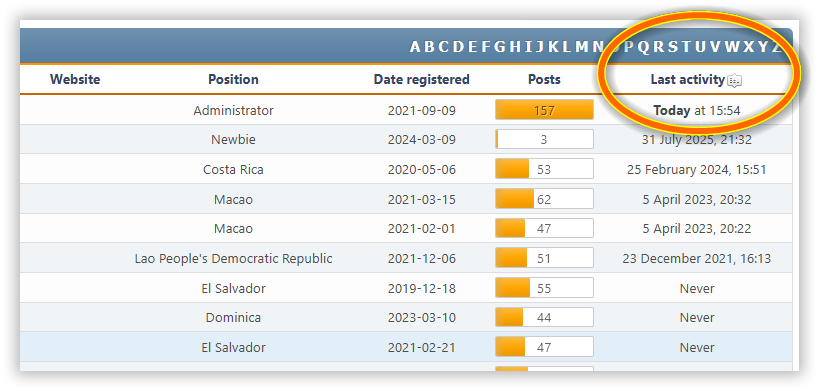 A B C D E F G H I J K L M N O P Q R S T U V W X Y Z
Website Position Date registered Posts Last activity
Administrator 2021-09-09 157 Today at 15:54
Newbie 2024-03-09 3 31 July 2025, 21:32
Costa Rica 2020-05-06 53 25 February 2024, 15:51
Macao 2021-03-15 62 5 April 2023, 20:32
Macao 2021-02-01 47 5 April 2023, 20:22
Lao People's Democratic Republic 2021-12-06 51 23 December 2021, 16:13
El Salvador 2019-12-18 55 Never
Dominica 2023-03-10 44 Never
El Salvador 2021-02-21 47 Never